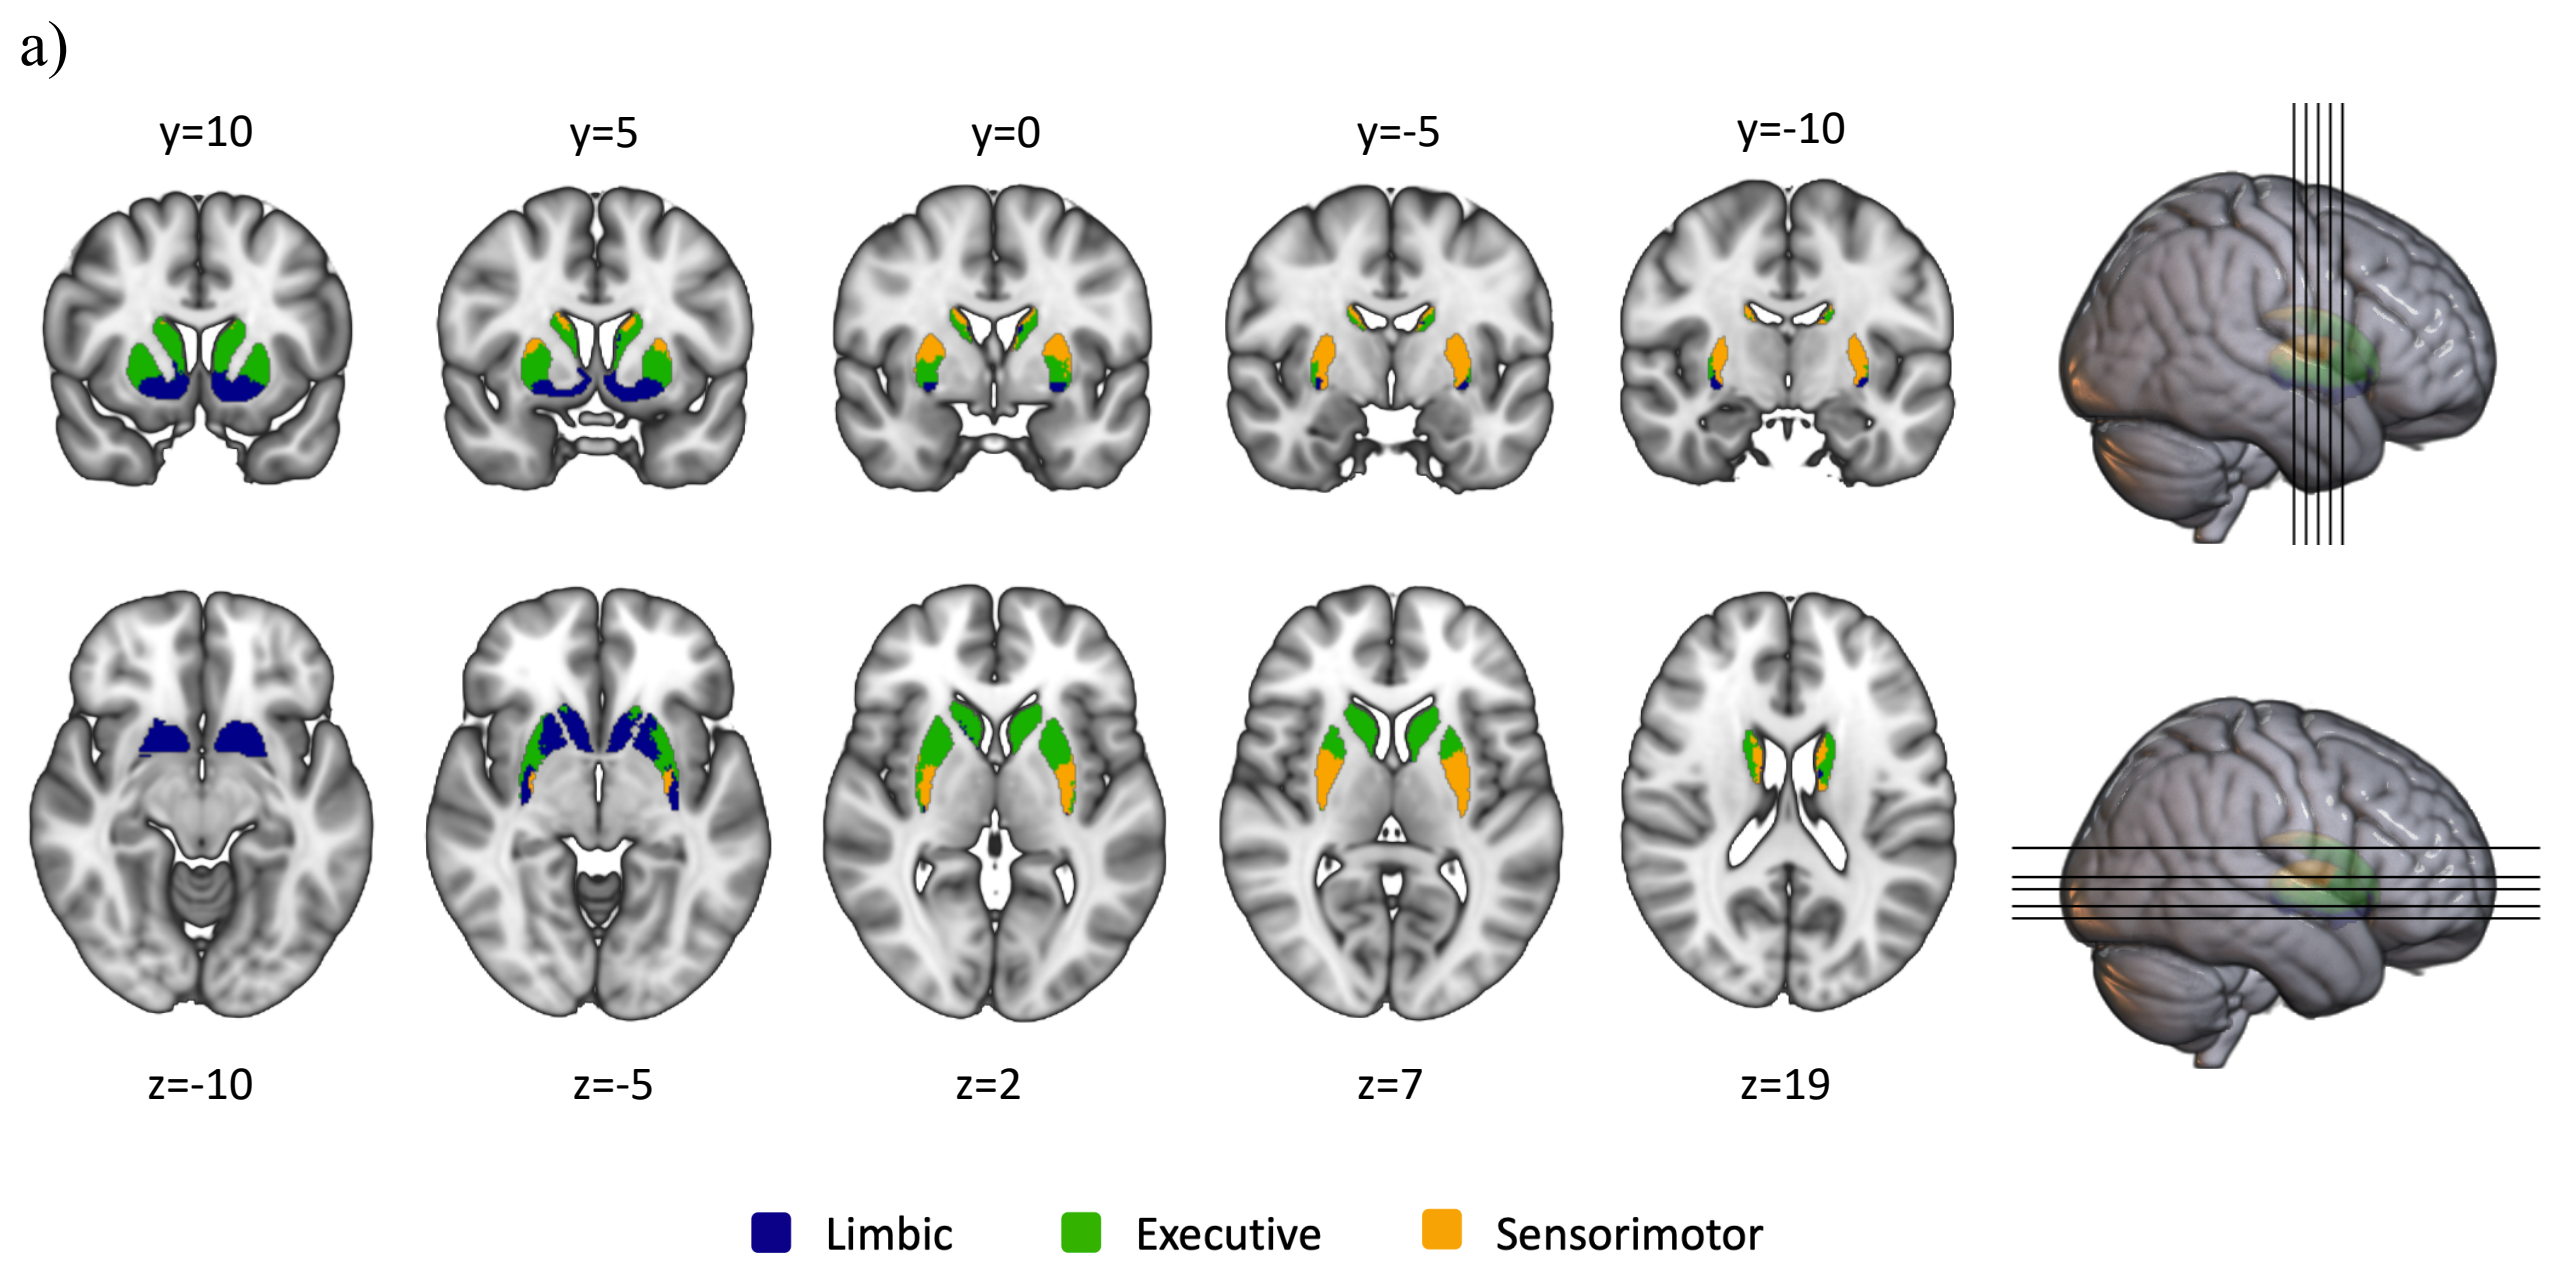 a)
y=10 y=5 y=0 y=-5 y=-10
z=-10 z=-5 z=2 z=7 z=19
Limbic Executive Sensorimotor